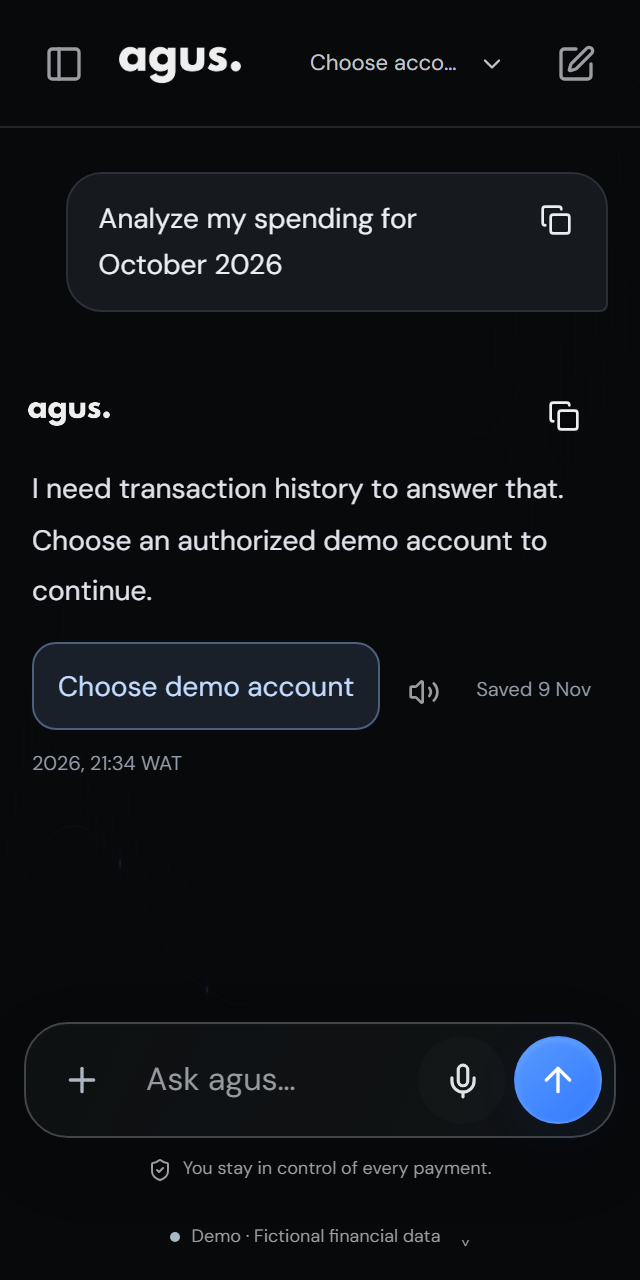 agus.
Choose acco...
Analyze my spending for
October 2026
agus.
I need transaction history to answer that.
Choose an authorized demo account to
continue.
Choose demo account
Saved 9 Nov
2026, 21:34 WAT
Ask agus...
You stay in control of every payment.
Demo · Fictional financial data